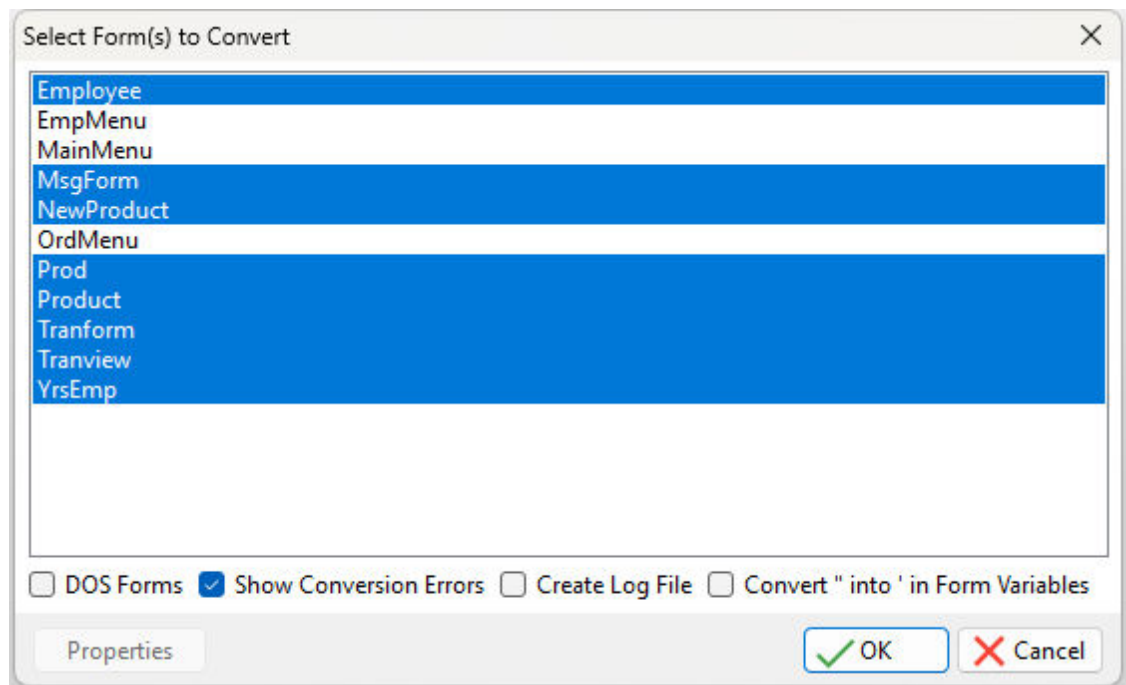 Select Form(s) to Convert
Employee
EmpMenu
MainMenu
MsgForm
NewProduct
OrdMenu
Prod
Product
Tranform
Tranview
YrsEmp
DOS Forms Show Conversion Errors Create Log File Convert " into ' in Form Variables
Properties OK Cancel